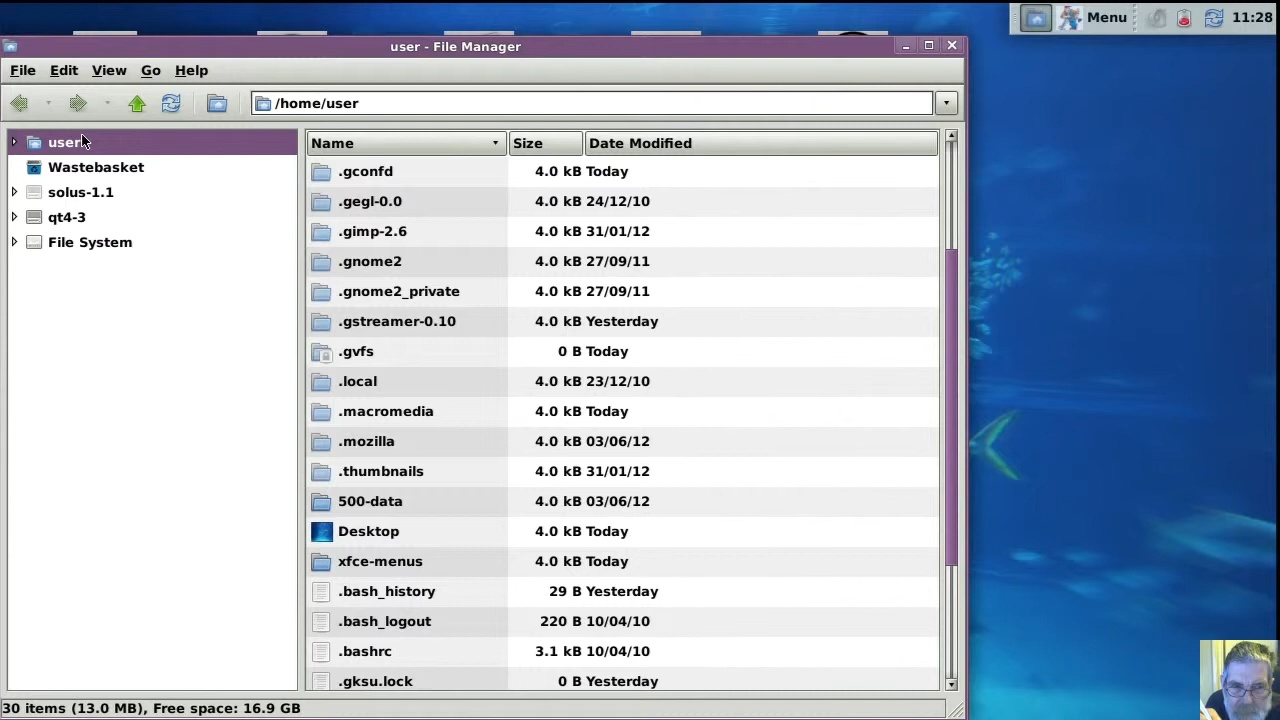 Menu 11:28
user - File Manager
File Edit View Go Help
/home/user
user
Wastebasket
solus-1.1
qt4-3
File System
Name Size Date Modified
.gconfd 4.0 kB Today
.gegl-0.0 4.0 kB 24/12/10
.gimp-2.6 4.0 kB 31/01/12
.gnome2 4.0 kB 27/09/11
.gnome2_private 4.0 kB 27/09/11
.gstreamer-0.10 4.0 kB Yesterday
.gvfs 0 B Today
.local 4.0 kB 23/12/10
.macromedia 4.0 kB Today
.mozilla 4.0 kB 03/06/12
.thumbnails 4.0 kB 31/01/12
500-data 4.0 kB 03/06/12
Desktop 4.0 kB Today
xfce-menus 4.0 kB Today
.bash_history 29 B Yesterday
.bash_logout 220 B 10/04/10
.bashrc 3.1 kB 10/04/10
.gksu.lock 0 B Yesterday
30 items (13.0 MB), Free space: 16.9 GB